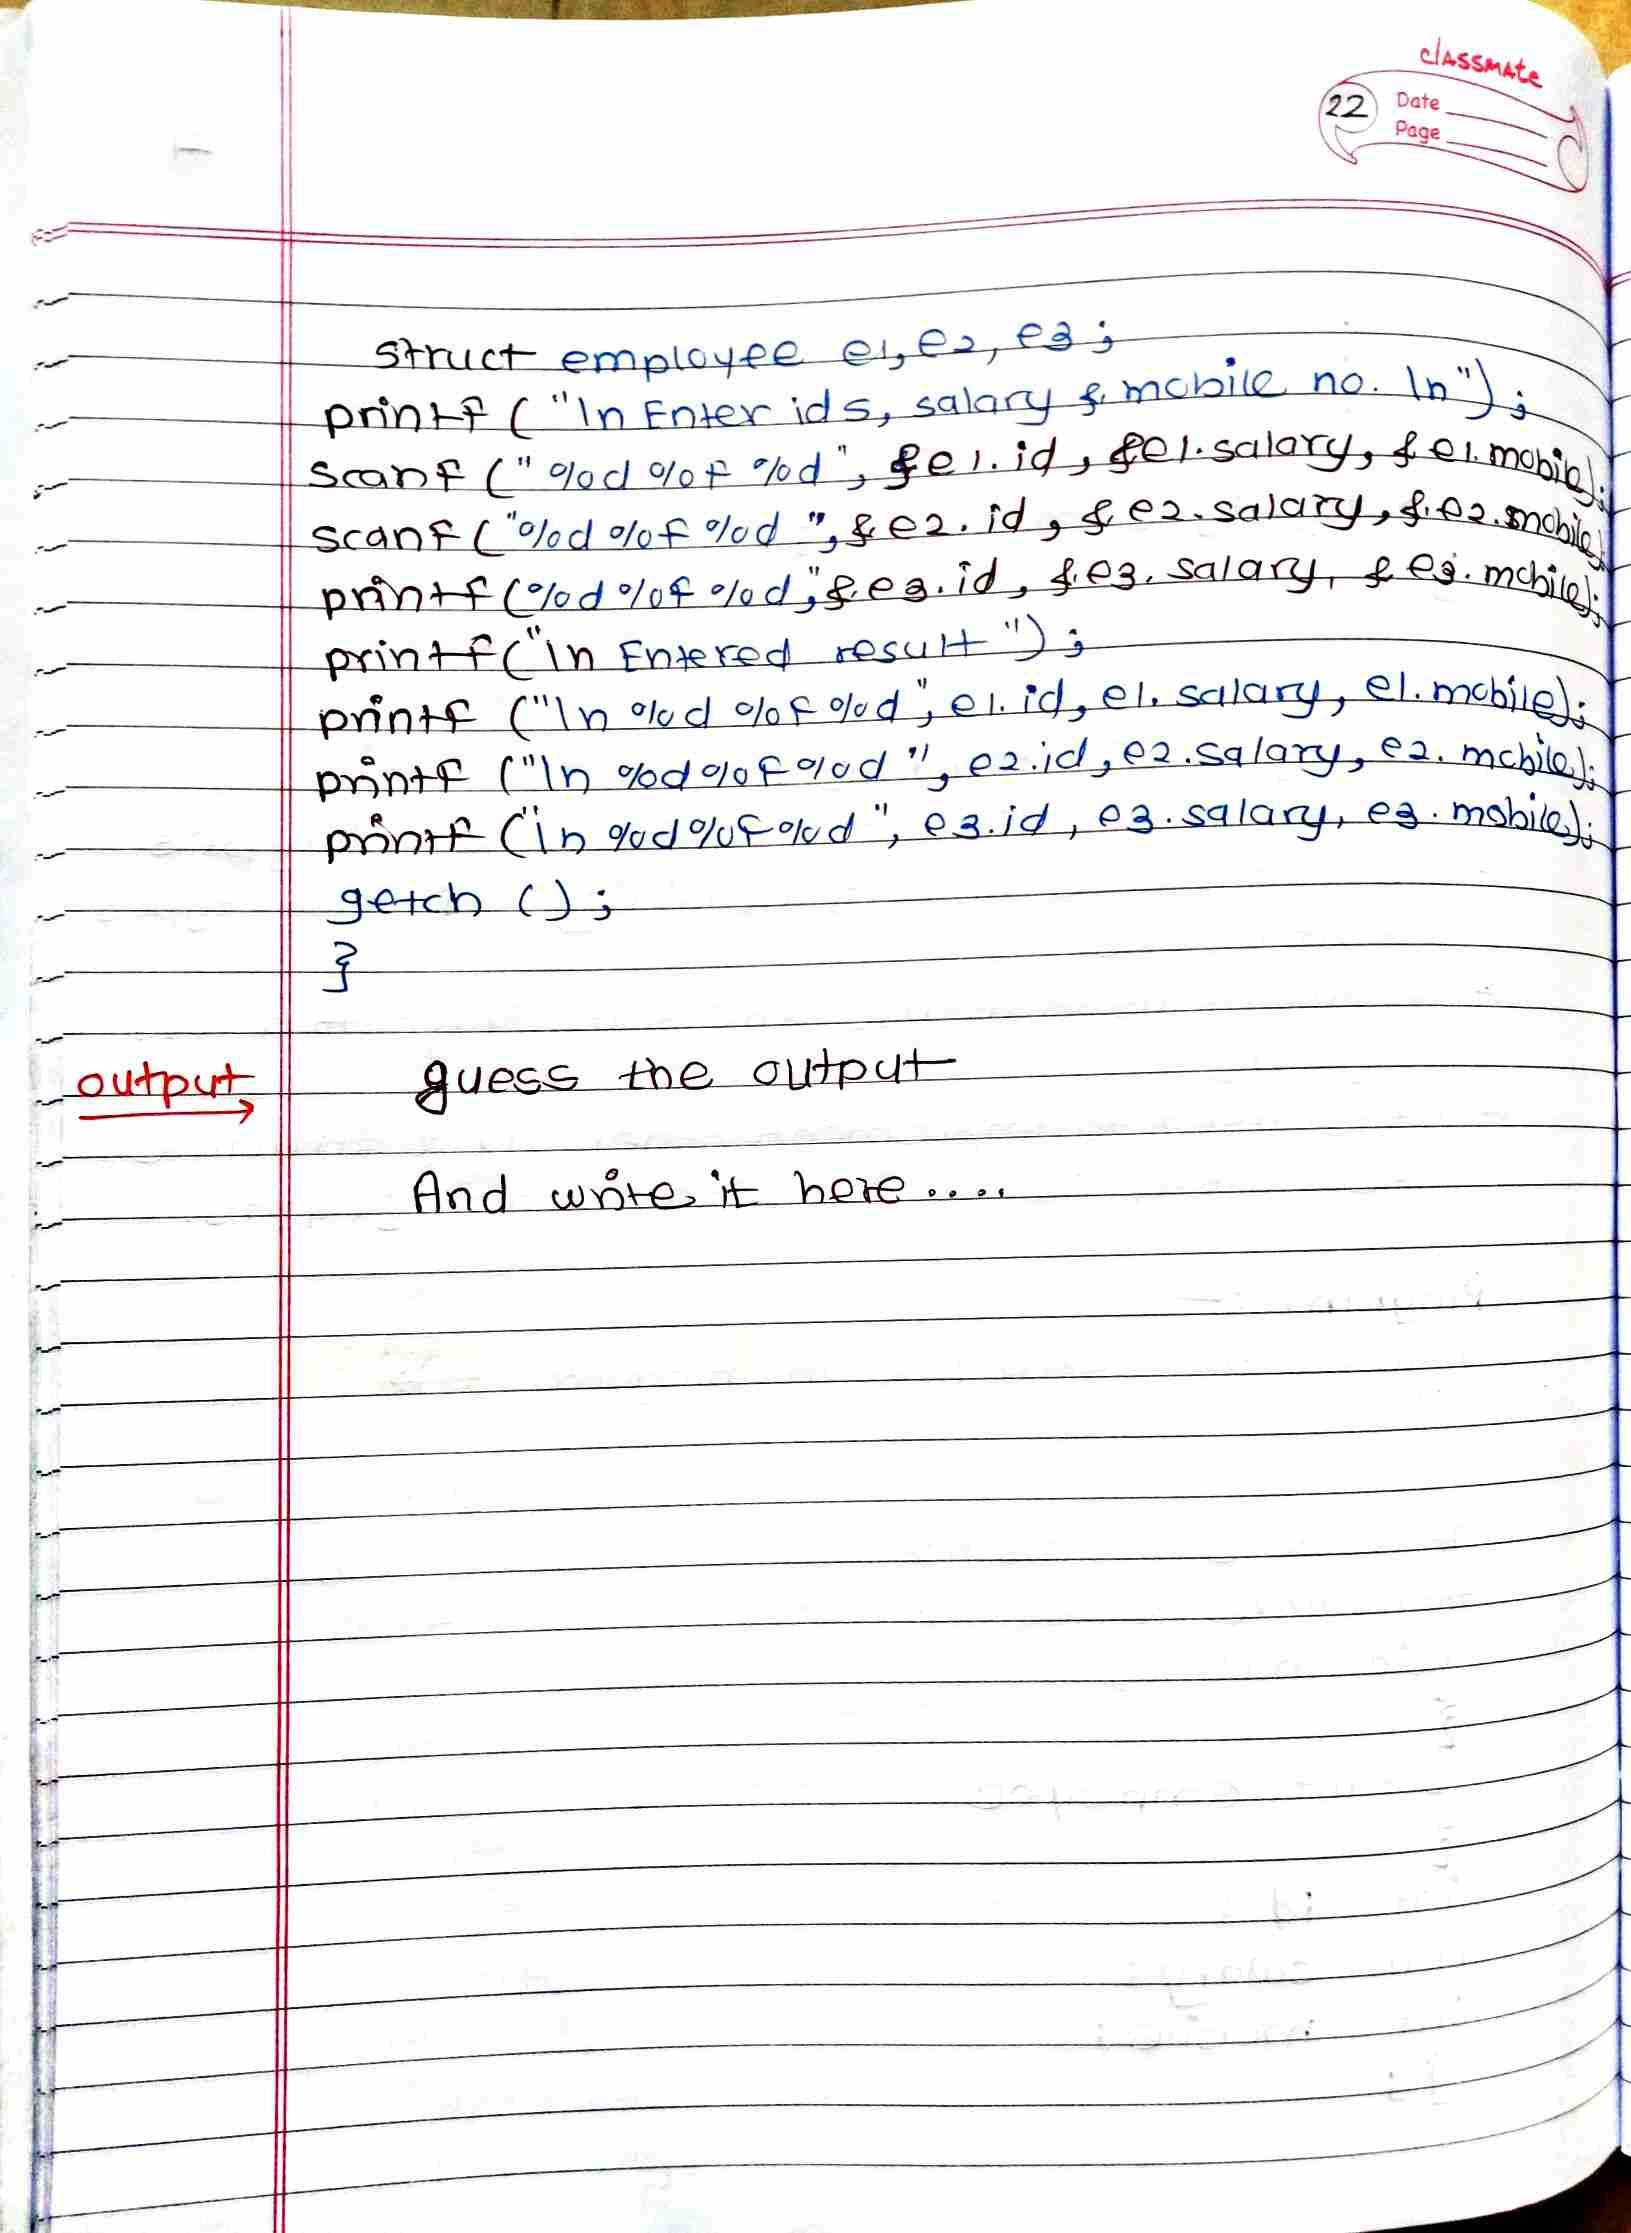 classmate
22
Date
Page
struct employee e1, e2, e3;
printf ("\n Enter ids, salary & mobile no. \n");
scanf ("%d %f %d", &e1.id, &e1.salary, &e1.mobile);
scanf ("%d %f %d", &e2.id, &e2.salary, &e2.mobile);
printf (%d %f %d," &e3.id, &e3.salary, &e3.mobile);
printf ("\n Entered result");
printf ("\n %d %f %d", e1.id, e1.salary, e1.mobile);
printf ("\n %d %f %d", e2.id, e2.salary, e2.mobile);
printf ("\n %d %f %d", e3.id, e3.salary, e3.mobile);
getch ();
}
output guess the output
And write it here....